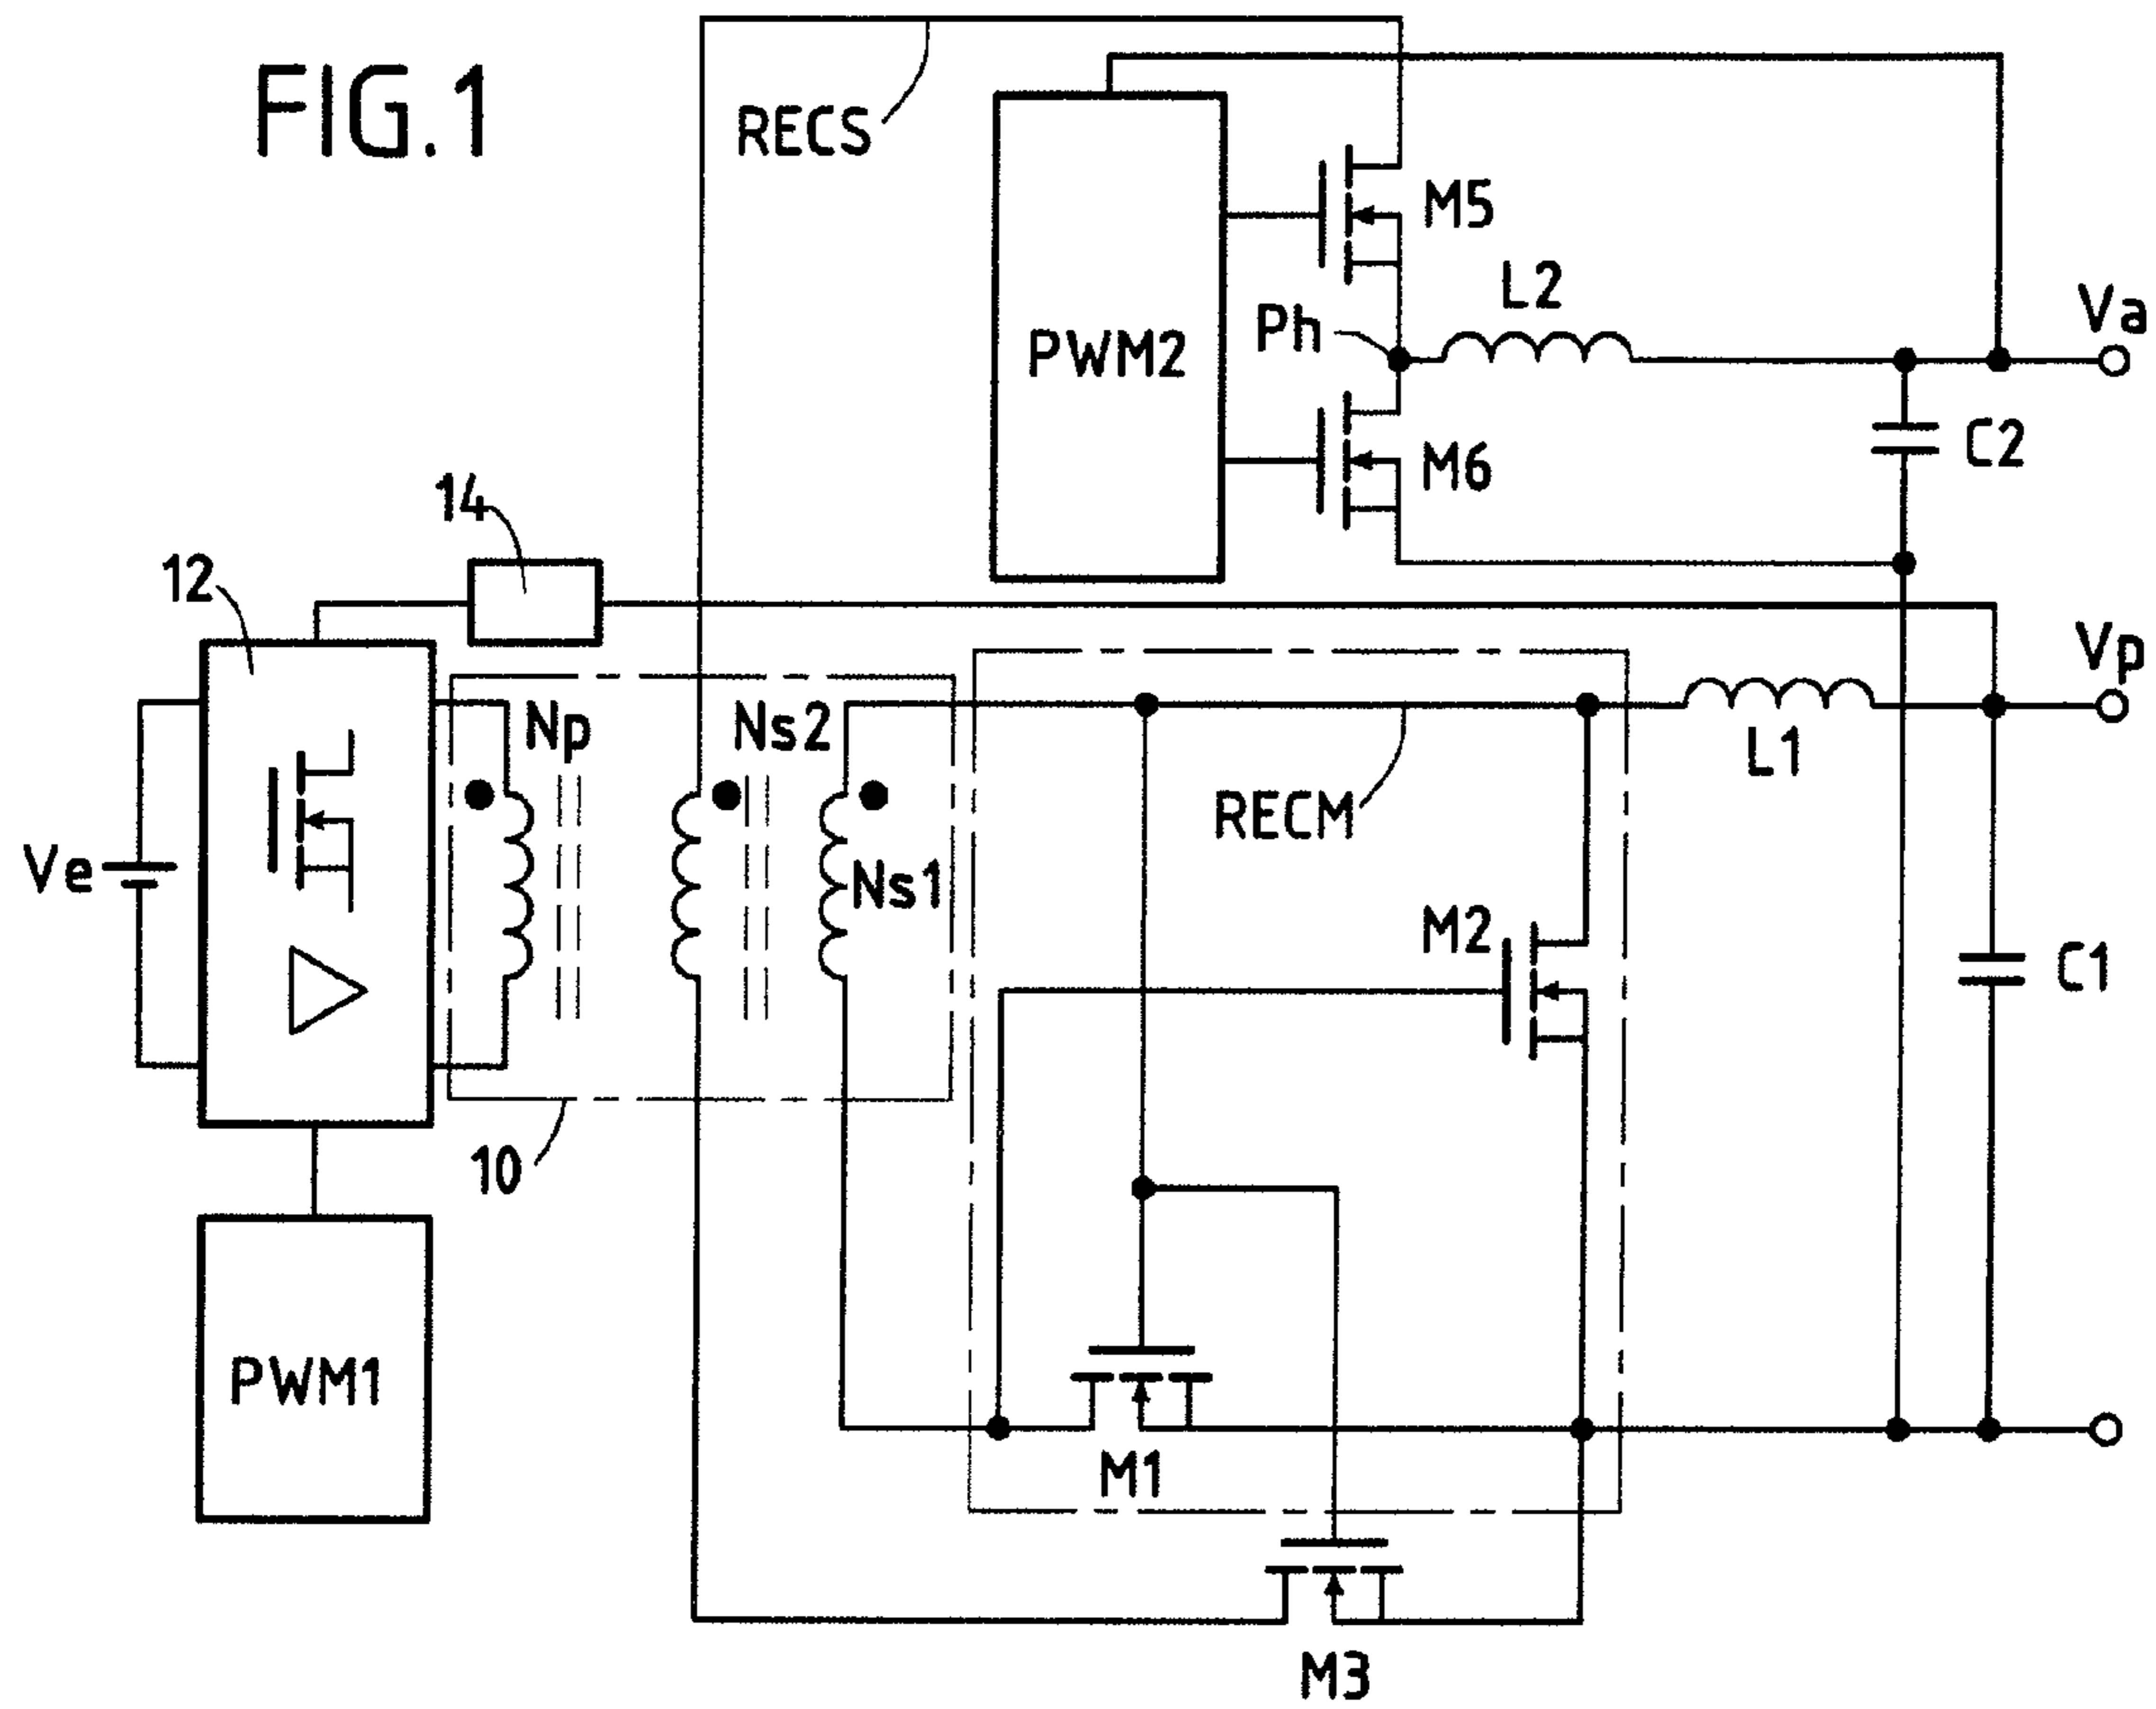 FIG.1
RECS
M5
L2
Va
Ph
PWM2
M6
C2
14
12
Vp
Np
Ns2
L1
RECM
Ve
Ns1
M2
C1
10
PWM1
M1
M3